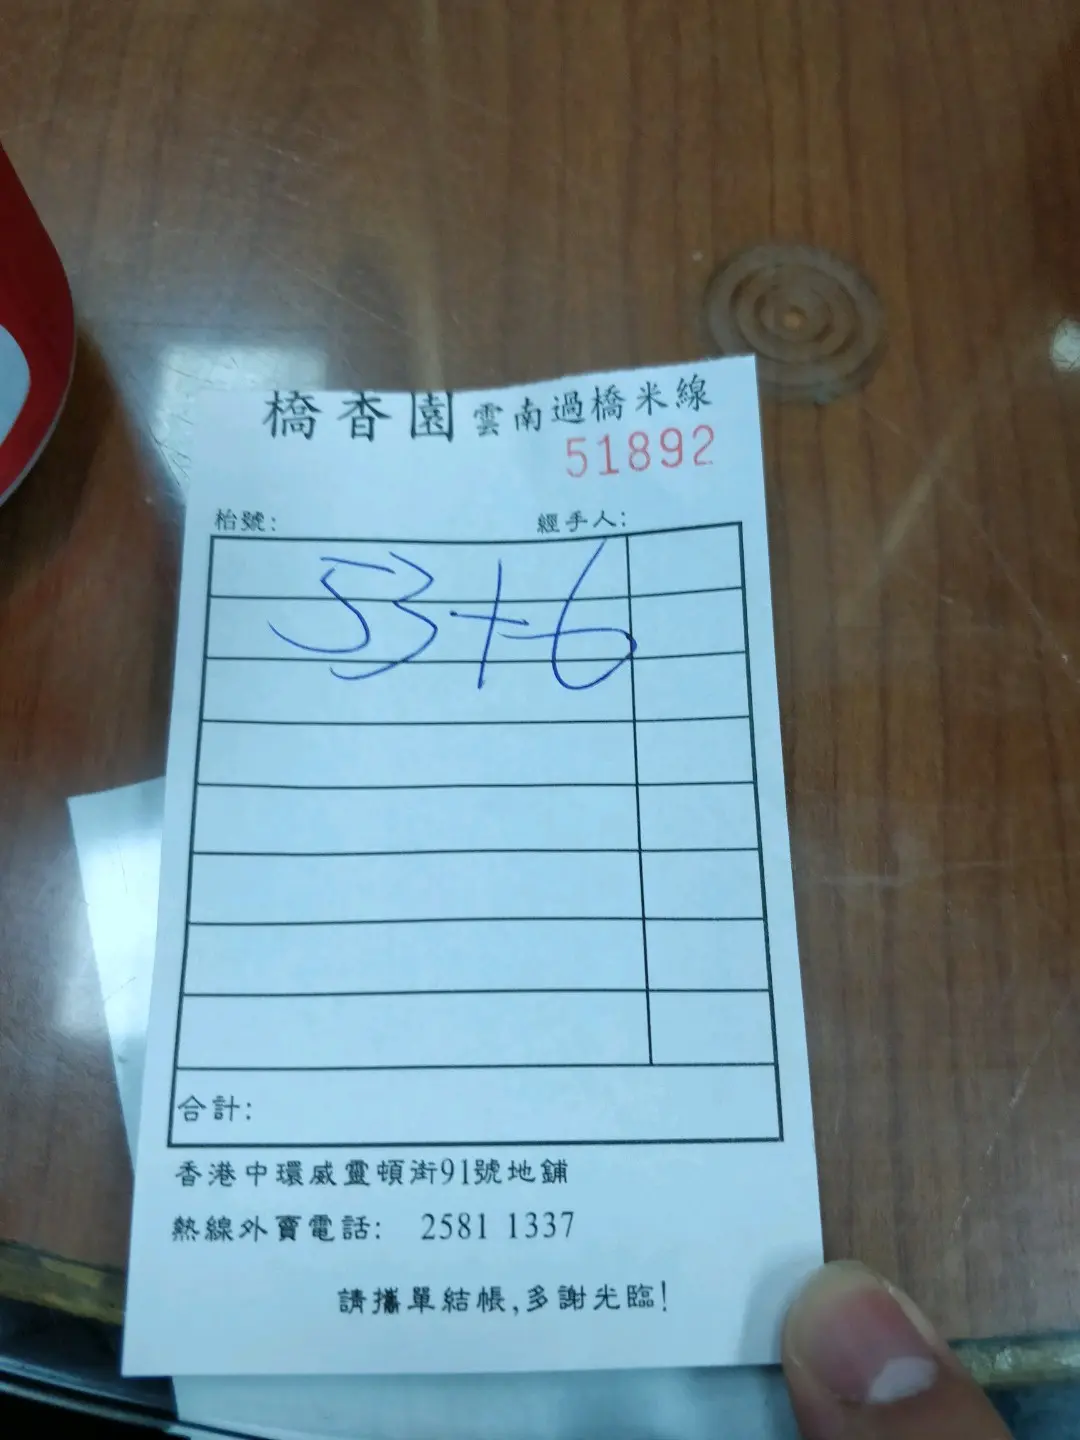 橋香園 雲南過橋米線
51892
枱號: 經手人:
53+6
合計:
香港中環威靈頓街91號地鋪
熱線外賣電話: 2581 1337
請攜單結帳,多謝光臨!